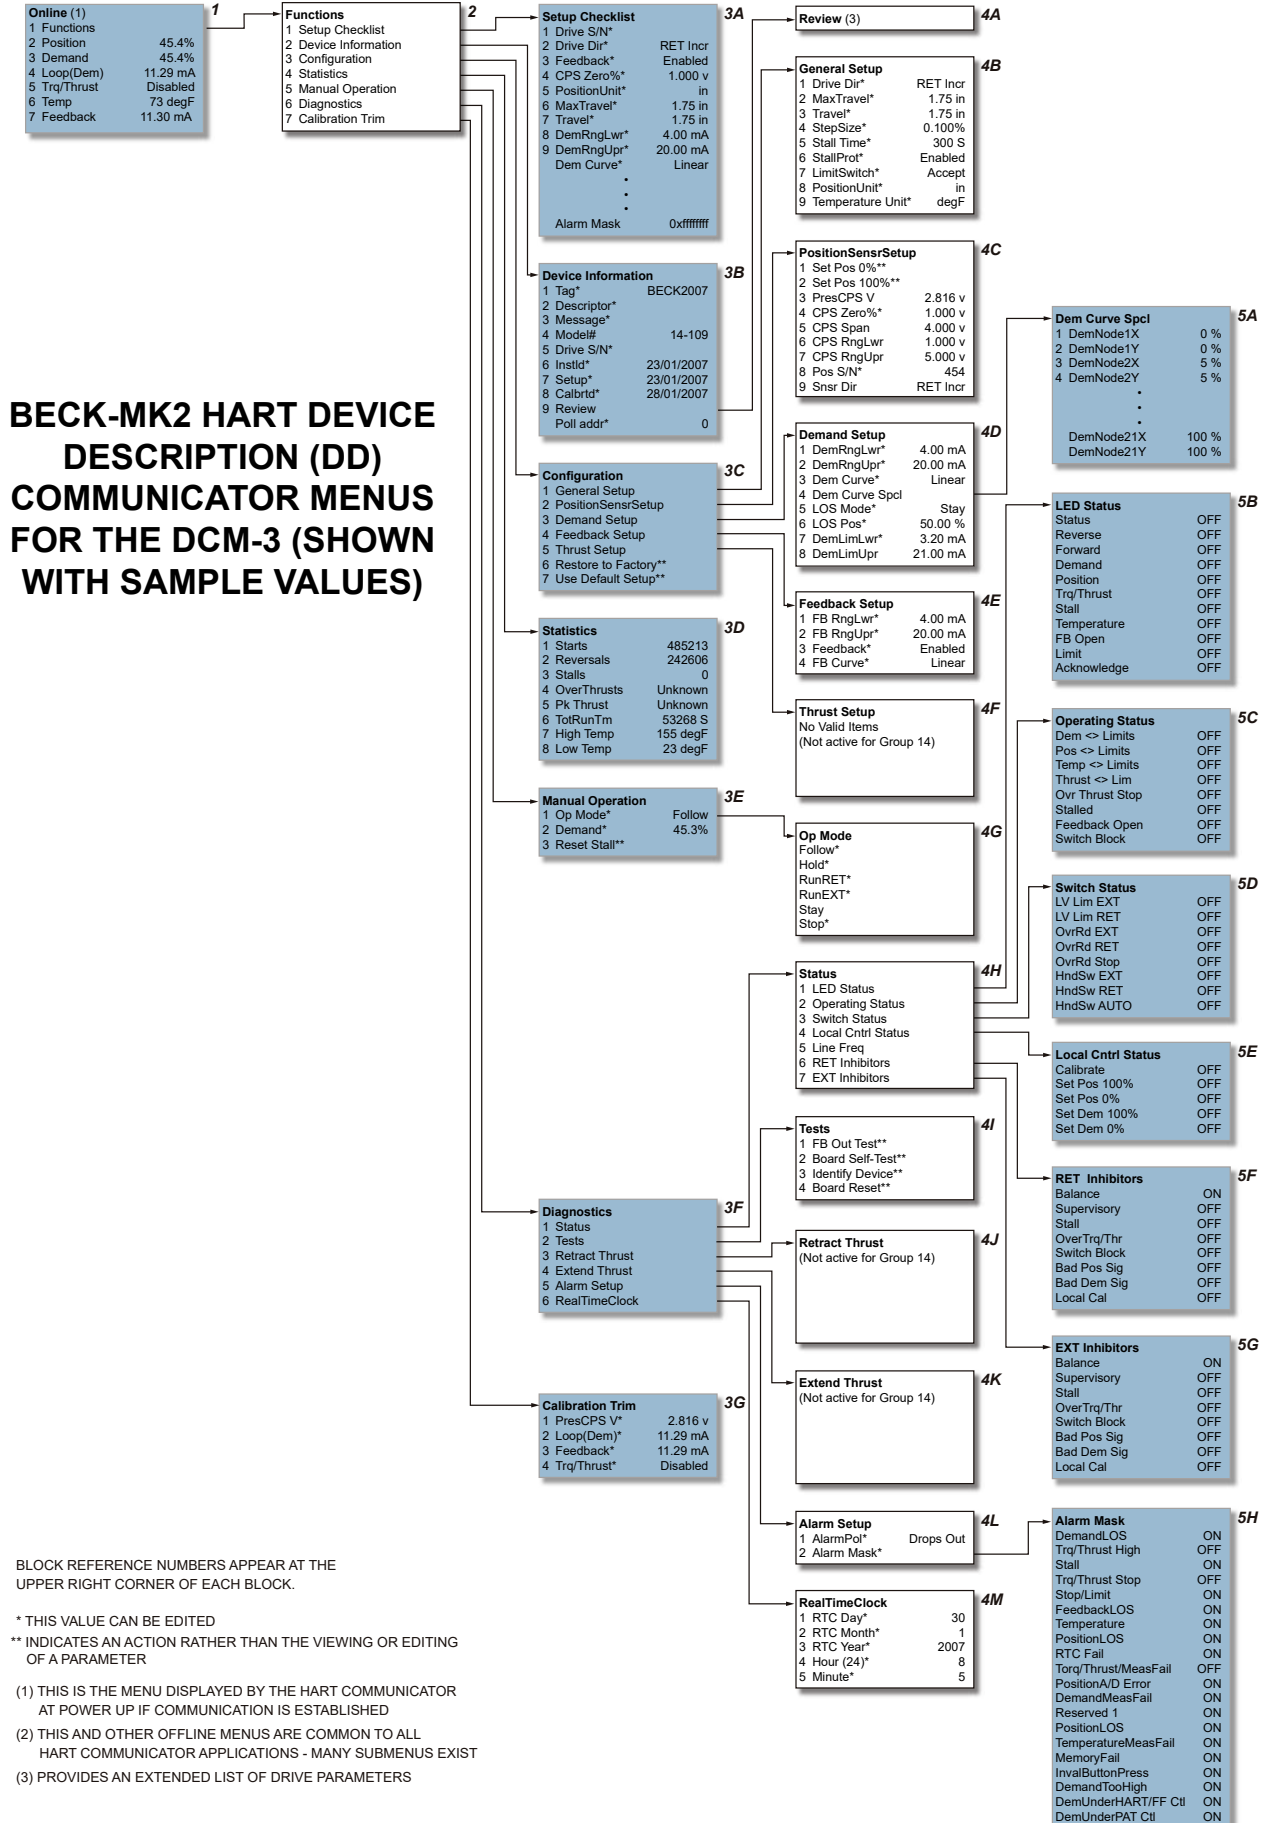 BECK-MK2 HART DEVICE
DESCRIPTION (DD)
COMMUNICATOR MENUS
FOR THE DCM-3 (SHOWN
WITH SAMPLE VALUES)
1
Online (1)
1 Functions
2 Position 45.4%
3 Demand 45.4%
4 Loop(Dem) 11.29 mA
5 Trq/Thrust Disabled
6 Temp 73 degF
7 Feedback 11.30 mA
2
Functions
1 Setup Checklist
2 Device Information
3 Configuration
4 Statistics
5 Manual Operation
6 Diagnostics
7 Calibration Trim
3A
Setup Checklist
1 Drive S/N*
2 Drive Dir* RET Incr
3 Feedback* Enabled
4 CPS Zero%* 1.000 v
5 PositionUnit* in
6 MaxTravel* 1.75 in
7 Travel* 1.75 in
8 DemRngLwr* 4.00 mA
9 DemRngUpr* 20.00 mA
Dem Curve* Linear
•
•
•
Alarm Mask 0xffffffff
3B
Device Information
1 Tag* BECK2007
2 Descriptor*
3 Message*
4 Model# 14-109
5 Drive S/N*
6 Instld* 23/01/2007
7 Setup* 23/01/2007
8 Calbrtd* 28/01/2007
9 Review
Poll addr* 0
3C
Configuration
1 General Setup
2 PositionSensrSetup
3 Demand Setup
4 Feedback Setup
5 Thrust Setup
6 Restore to Factory**
7 Use Default Setup**
3D
Statistics
1 Starts 485213
2 Reversals 242606
3 Stalls 0
4 OverThrusts Unknown
5 Pk Thrust Unknown
6 TotRunTm 53268 S
7 High Temp 155 degF
8 Low Temp 23 degF
3E
Manual Operation
1 Op Mode* Follow
2 Demand* 45.3%
3 Reset Stall**
3F
Diagnostics
1 Status
2 Tests
3 Retract Thrust
4 Extend Thrust
5 Alarm Setup
6 RealTimeClock
3G
Calibration Trim
1 PresCPS V* 2.816 v
2 Loop(Dem)* 11.29 mA
3 Feedback* 11.29 mA
4 Trq/Thrust* Disabled
4A
Review (3)
4B
General Setup
1 Drive Dir* RET Incr
2 MaxTravel* 1.75 in
3 Travel* 1.75 in
4 StepSize* 0.100%
5 Stall Time* 300 S
6 StallProt* Enabled
7 LimitSwitch* Accept
8 PositionUnit* in
9 Temperature Unit* degF
4C
PositionSensrSetup
1 Set Pos 0%**
2 Set Pos 100%**
3 PresCPS V 2.816 v
4 CPS Zero%* 1.000 v
5 CPS Span 4.000 v
6 CPS RngLwr 1.000 v
7 CPS RngUpr 5.000 v
8 Pos S/N* 454
9 Snsr Dir RET Incr
4D
Demand Setup
1 DemRngLwr* 4.00 mA
2 DemRngUpr* 20.00 mA
3 Dem Curve* Linear
4 Dem Curve Spcl
5 LOS Mode* Stay
6 LOS Pos* 50.00 %
7 DemLimLwr* 3.20 mA
8 DemLimUpr 21.00 mA
4E
Feedback Setup
1 FB RngLwr* 4.00 mA
2 FB RngUpr* 20.00 mA
3 Feedback* Enabled
4 FB Curve* Linear
4F
Thrust Setup
No Valid Items
(Not active for Group 14)
4G
Op Mode
Follow*
Hold*
RunRET*
RunEXT*
Stay
Stop*
4H
Status
1 LED Status
2 Operating Status
3 Switch Status
4 Local Cntrl Status
5 Line Freq
6 RET Inhibitors
7 EXT Inhibitors
4I
Tests
1 FB Out Test**
2 Board Self-Test**
3 Identify Device**
4 Board Reset**
4J
Retract Thrust
(Not active for Group 14)
4K
Extend Thrust
(Not active for Group 14)
4L
Alarm Setup
1 AlarmPol* Drops Out
2 Alarm Mask*
4M
RealTimeClock
1 RTC Day* 30
2 RTC Month* 1
3 RTC Year* 2007
4 Hour (24)* 8
5 Minute* 5
5A
Dem Curve Spcl
1 DemNode1X 0 %
2 DemNode1Y 0 %
3 DemNode2X 5 %
4 DemNode2Y 5 %
•
•
•
DemNode21X 100 %
DemNode21Y 100 %
5B
LED Status
Status OFF
Reverse OFF
Forward OFF
Demand OFF
Position OFF
Trq/Thrust OFF
Stall OFF
Temperature OFF
FB Open OFF
Limit OFF
Acknowledge OFF
5C
Operating Status
Dem <> Limits OFF
Pos <> Limits OFF
Temp <> Limits OFF
Thrust <> Lim OFF
Ovr Thrust Stop OFF
Stalled OFF
Feedback Open OFF
Switch Block OFF
5D
Switch Status
LV Lim EXT OFF
LV Lim RET OFF
OvrRd EXT OFF
OvrRd RET OFF
OvrRd Stop OFF
HndSw EXT OFF
HndSw RET OFF
HndSw AUTO OFF
5E
Local Cntrl Status
Calibrate OFF
Set Pos 100% OFF
Set Pos 0% OFF
Set Dem 100% OFF
Set Dem 0% OFF
5F
RET Inhibitors
Balance ON
Supervisory OFF
Stall OFF
OverTrq/Thr OFF
Switch Block OFF
Bad Pos Sig OFF
Bad Dem Sig OFF
Local Cal OFF
5G
EXT Inhibitors
Balance ON
Supervisory OFF
Stall OFF
OverTrq/Thr OFF
Switch Block OFF
Bad Pos Sig OFF
Bad Dem Sig OFF
Local Cal OFF
5H
Alarm Mask
DemandLOS ON
Trq/Thrust High OFF
Stall ON
Trq/Thrust Stop OFF
Stop/Limit ON
FeedbackLOS ON
Temperature ON
PositionLOS ON
RTC Fail ON
Torq/Thrust/MeasFail OFF
PositionA/D Error ON
DemandMeasFail ON
Reserved 1 ON
PositionLOS ON
TemperatureMeasFail ON
MemoryFail ON
InvalButtonPress ON
DemandTooHigh ON
DemUnderHART/FF Ctl ON
DemUnderPAT Ctl ON
BLOCK REFERENCE NUMBERS APPEAR AT THE
UPPER RIGHT CORNER OF EACH BLOCK.
* THIS VALUE CAN BE EDITED
** INDICATES AN ACTION RATHER THAN THE VIEWING OR EDITING
OF A PARAMETER
(1) THIS IS THE MENU DISPLAYED BY THE HART COMMUNICATOR
AT POWER UP IF COMMUNICATION IS ESTABLISHED
(2) THIS AND OTHER OFFLINE MENUS ARE COMMON TO ALL
HART COMMUNICATOR APPLICATIONS - MANY SUBMENUS EXIST
(3) PROVIDES AN EXTENDED LIST OF DRIVE PARAMETERS